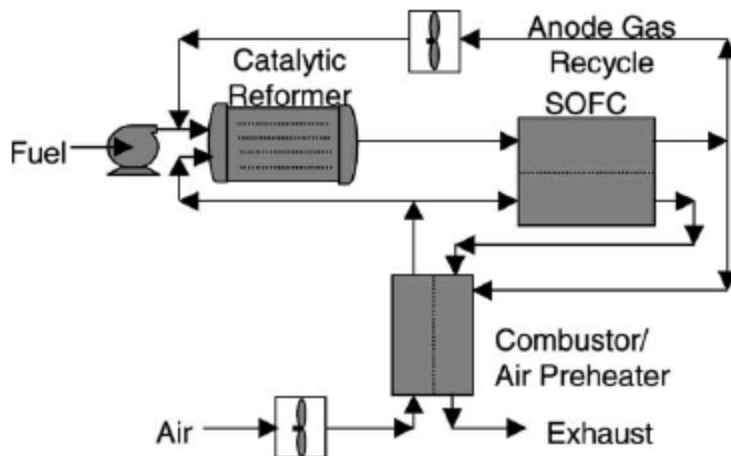 Anode Gas
Recycle
Catalytic
Reformer
SOFC
Fuel
Combustor/
Air Preheater
Air
Exhaust